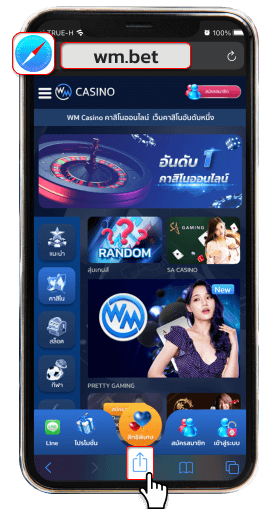 TRUE-H
100%
wm.bet
WM CASINO
สมัครสมาชิก
WM Casino คาสิโนออนไลน์ เว็บคาสิโนอันดับหนึ่ง
อันดับ 1
คาสิโนออนไลน์
แนะนำ
RANDOM
SA GAMING
สุ่มเกมส์
SA CASINO
คาสิโน
New
WM
สล็อต
กีฬา
PRETTY GAMING
Line
โปรโมชั่น
สิทธิพิเศษ
สมัครสมาชิก
เข้าสู่ระบบ